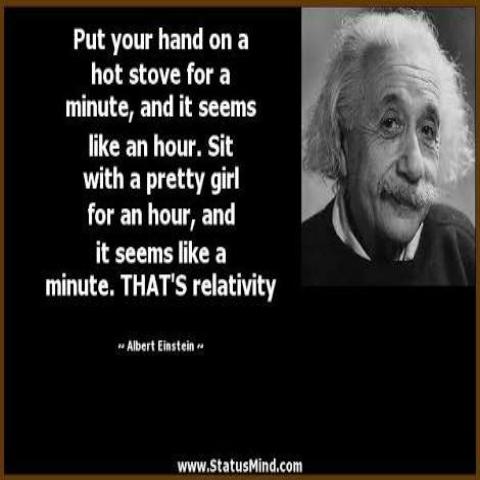 Put your hand on a
hot stove for a
minute, and it seems
like an hour. Sit
with a pretty girl
for an hour, and
it seems like a
minute. THAT'S relativity
~ Albert Einstein ~
www.StatusMind.com